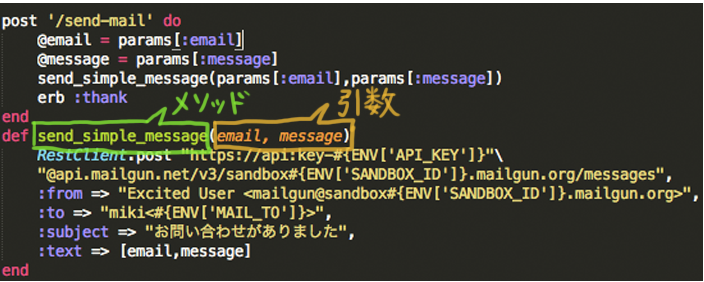 post '/send-mail' do
@email = params[:email]
@message = params[:message]
send_simple_message(params[:email],params[:message])
erb :thank
end
メソッド
引数
def send_simple_message(email, message)
RestClient.post "https://api:key-#{ENV['API_KEY']}"\
"@api.mailgun.net/v3/sandbox#{ENV['SANDBOX_ID']}.mailgun.org/messages",
:from => "Excited User <mailgun@sandbox#{ENV['SANDBOX_ID']}.mailgun.org>",
:to => "miki<#{ENV['MAIL_TO']}>",
:subject => "お問い合わせがありました",
:text => [email,message]
end